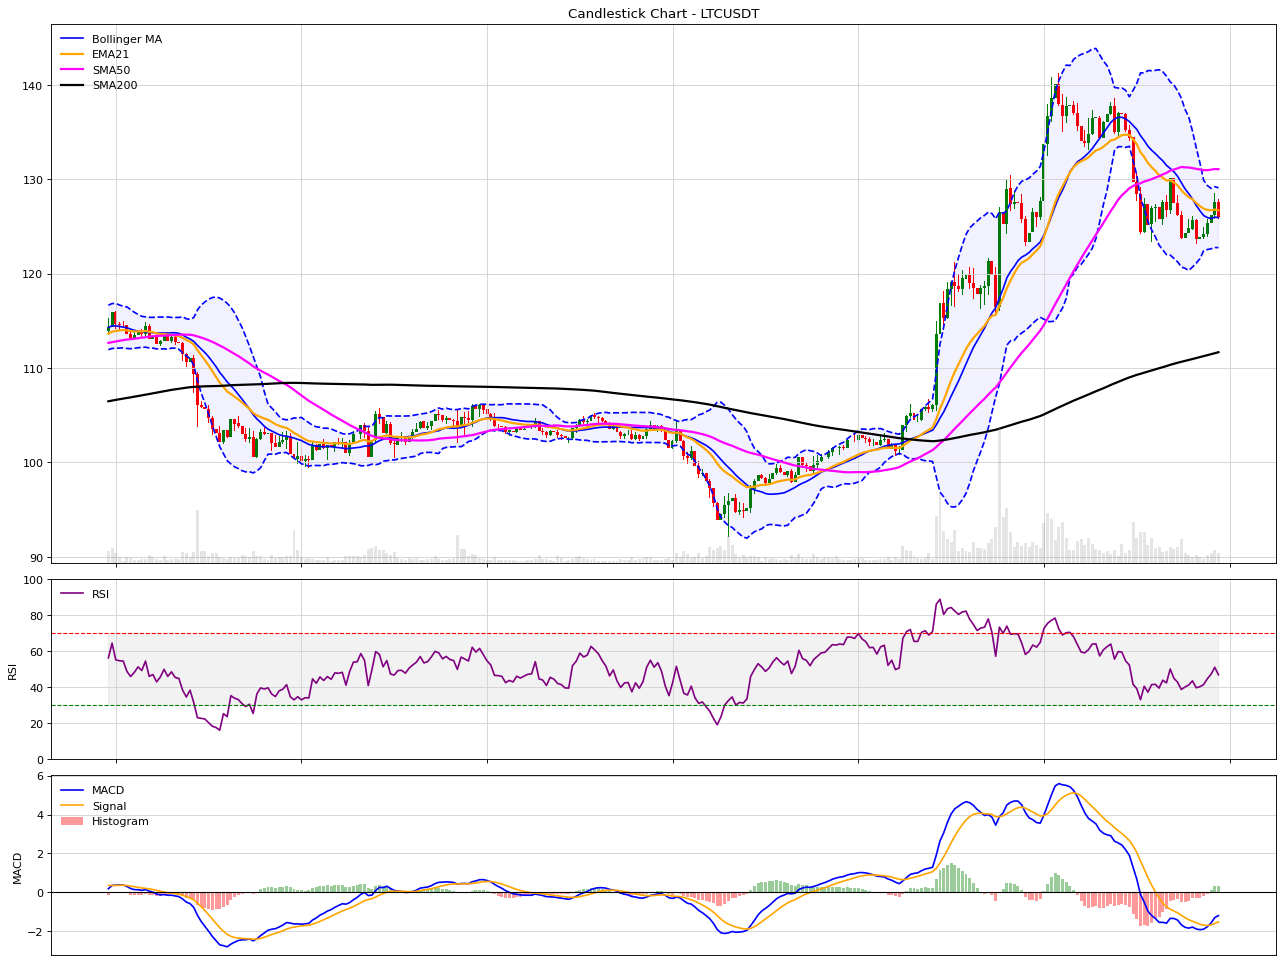 Candlestick Chart - LTCUSDT
Bollinger MA
EMA21
SMA50
SMA200
140
130
120
110
100
90
100
RSI
80
60
40
20
0
RSI
6
MACD
Signal
Histogram
4
2
0
−2
MACD